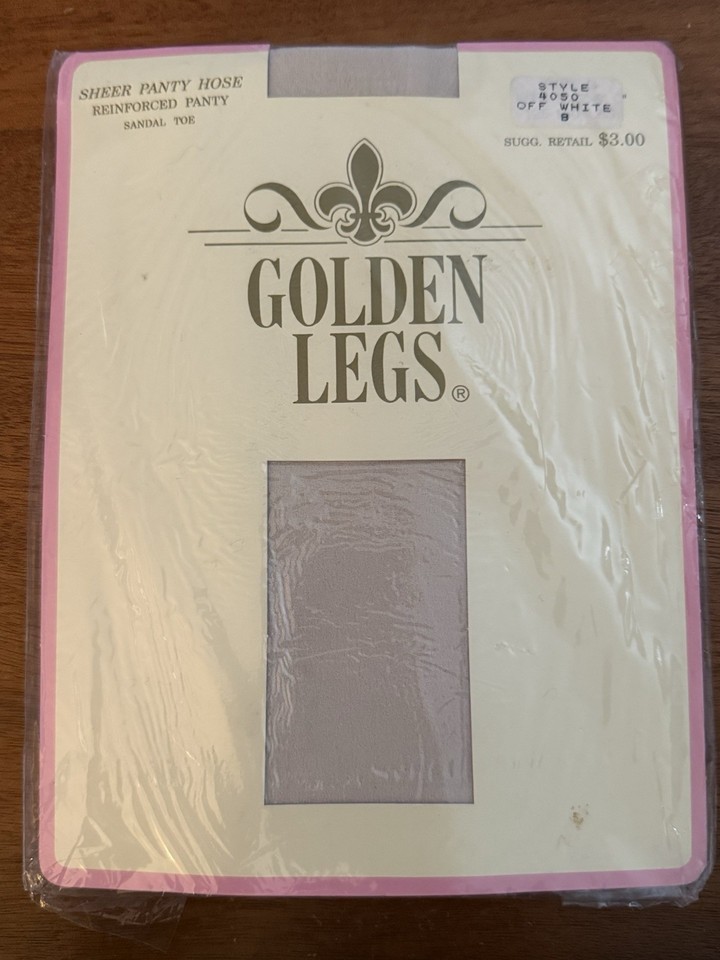 SHEER PANTY HOSE
REINFORCED PANTY
SANDAL TOE
STYLE
4050
OFF WHITE
B
SUGG. RETAIL $3.00
GOLDEN
LEGS®